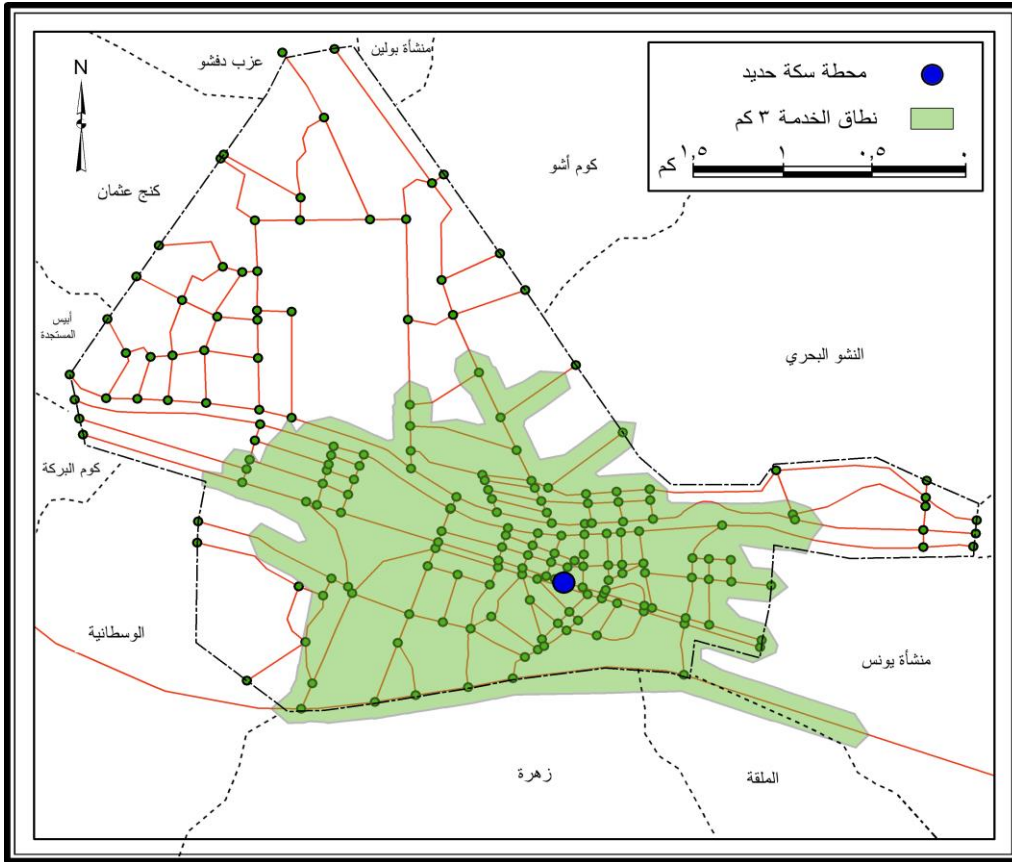 عزب دفشو
منشأة بولين
N
محطة سكة حديد
نطاق الخدمة ٣ كم
كم ١,٥ ١ ٠,٥ ٠
كوم أشو
كنج عثمان
أبيس
المستجدة
النشو البحري
كوم البركة
الوسطانية
منشأة يونس
زهرة
الملقة